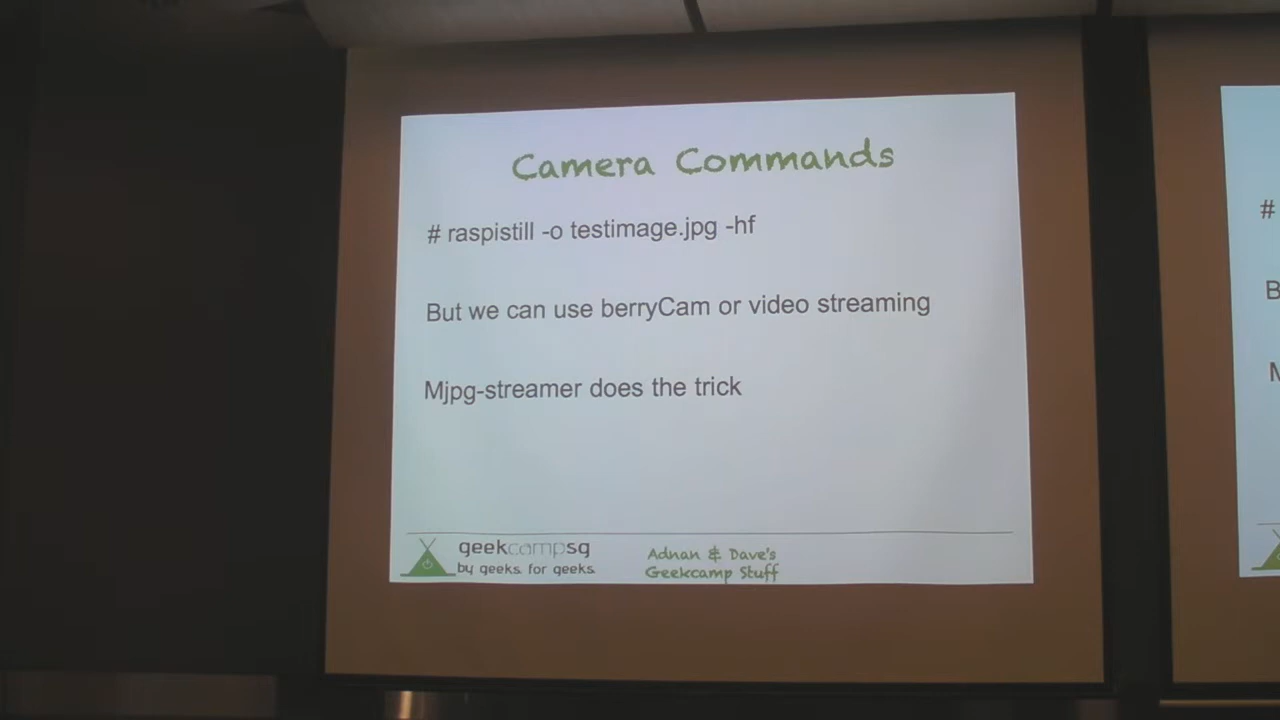 Camera Commands
# raspistill -o testimage.jpg -hf
But we can use berryCam or video streaming
Mjpg-streamer does the trick
geekcampsg
by geeks. for geeks.
Adnan & Dave's
Geekcamp Stuff
#
B
M